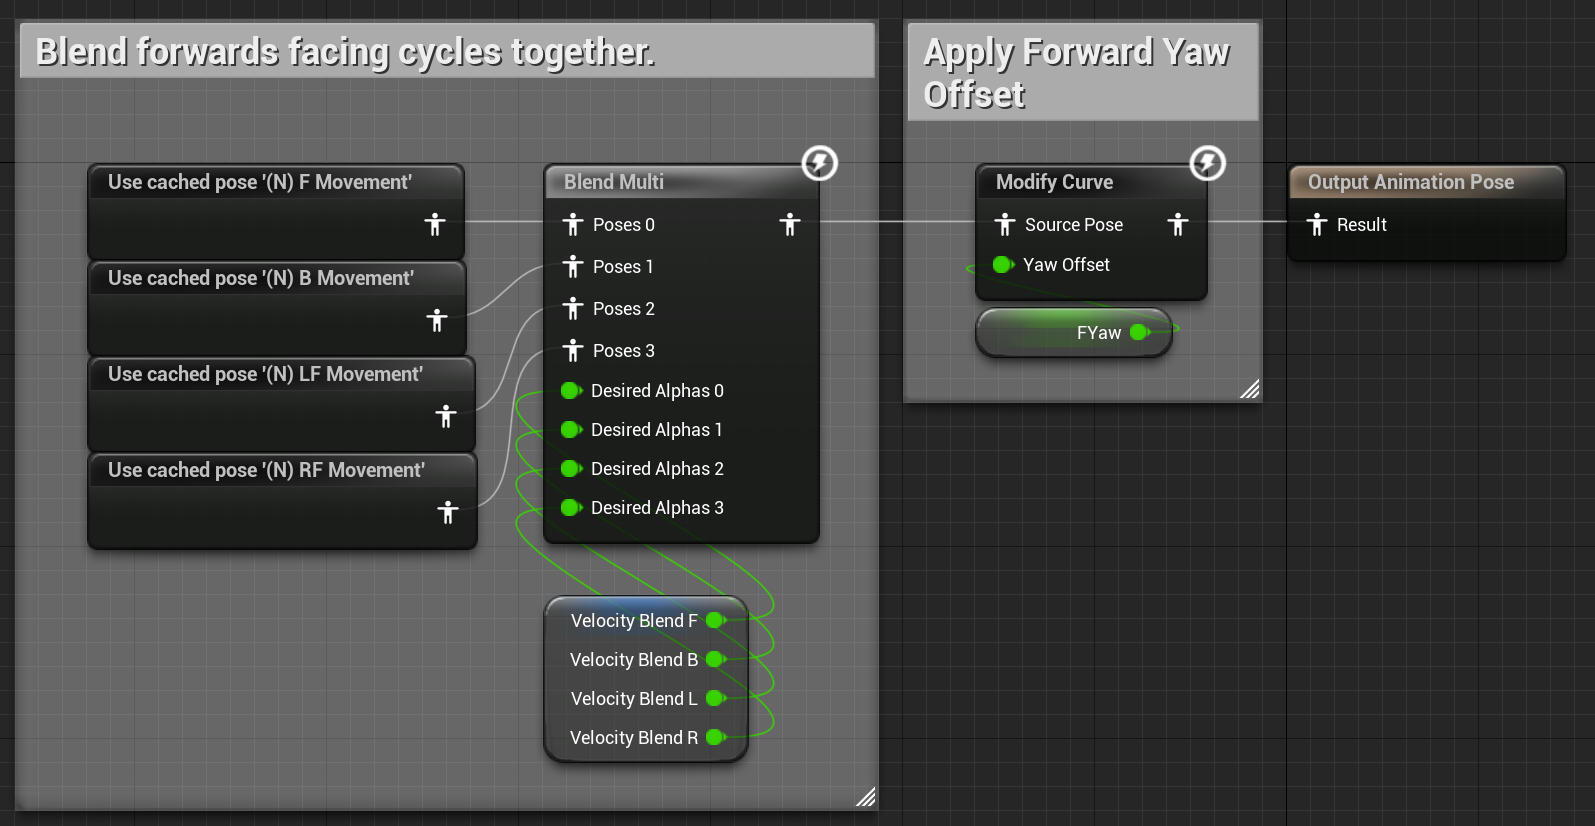 Blend forwards facing cycles together.
Apply Forward Yaw
Offset
Use cached pose '(N) F Movement'
Use cached pose '(N) B Movement'
Use cached pose '(N) LF Movement'
Use cached pose '(N) RF Movement'
Blend Multi
Poses 0
Poses 1
Poses 2
Poses 3
Desired Alphas 0
Desired Alphas 1
Desired Alphas 2
Desired Alphas 3
Velocity Blend F
Velocity Blend B
Velocity Blend L
Velocity Blend R
Modify Curve
Source Pose
Yaw Offset
FYaw
Output Animation Pose
Result